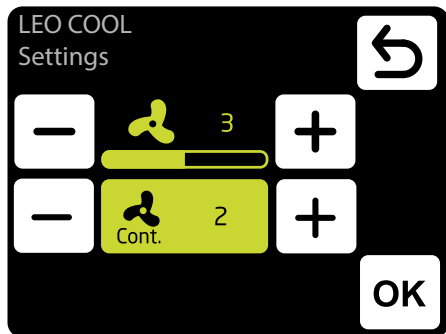 LEO COOL
Settings
− 3 +
− Cont. 2 +
OK